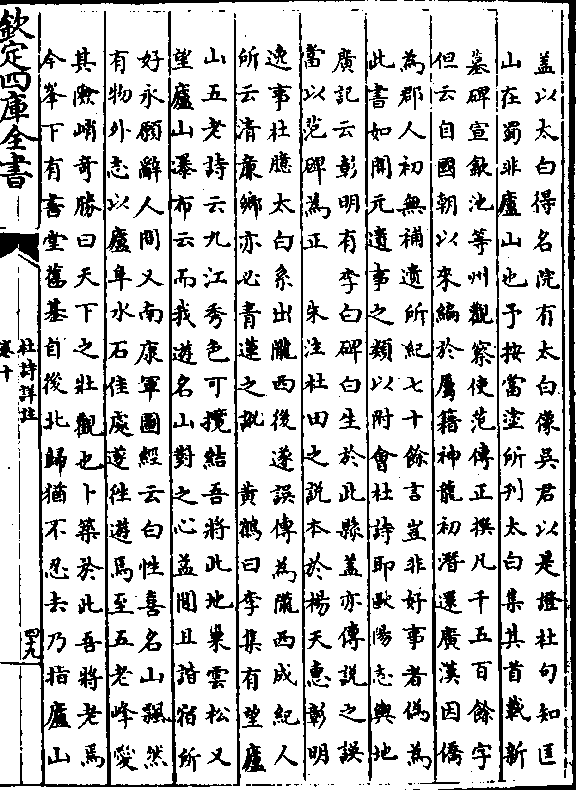 盖以太白得名院有太白像吳君以是證杜句知匡
山在蜀非廬山也予按當塗所刋太白集其首載新
墓碑宣歙池等州觀察使范傳正撰凡千五百餘字
但云自國朝以來編於屬籍神龍初潛還廣漢因僑
為郡人初無補遺所紀七十餘言豈非好事者偽為
此書如開元遺事之類以附會杜詩耶歐陽忞輿地
廣記云彰明有李白碑白生於此縣盖亦傳說之誤
當以范碑為正 朱注杜田之說本於楊天惠彰明
逸事杜臆太白系出隴西後遂誤傳為隴西成紀人
所云清廉鄉亦必青蓮之訛 黄鶴曰李集有望廬
山五老詩云九江秀色可攬結吾將此地巢雲松又
望廬山瀑布云而我遊名山對之心益閒且諧宿所
好永願辭人間又南康軍圖經云白性喜名山飄然
有物外志以廬阜水石佳處遂往遊焉至五老峰愛
其險峭奇勝曰天下之壯觀也卜築於此吾將老焉
今峯下有書堂舊基自後北歸猶不忍去乃指廬山
欽定四庫全書
杜詩詳註
卷十
四九